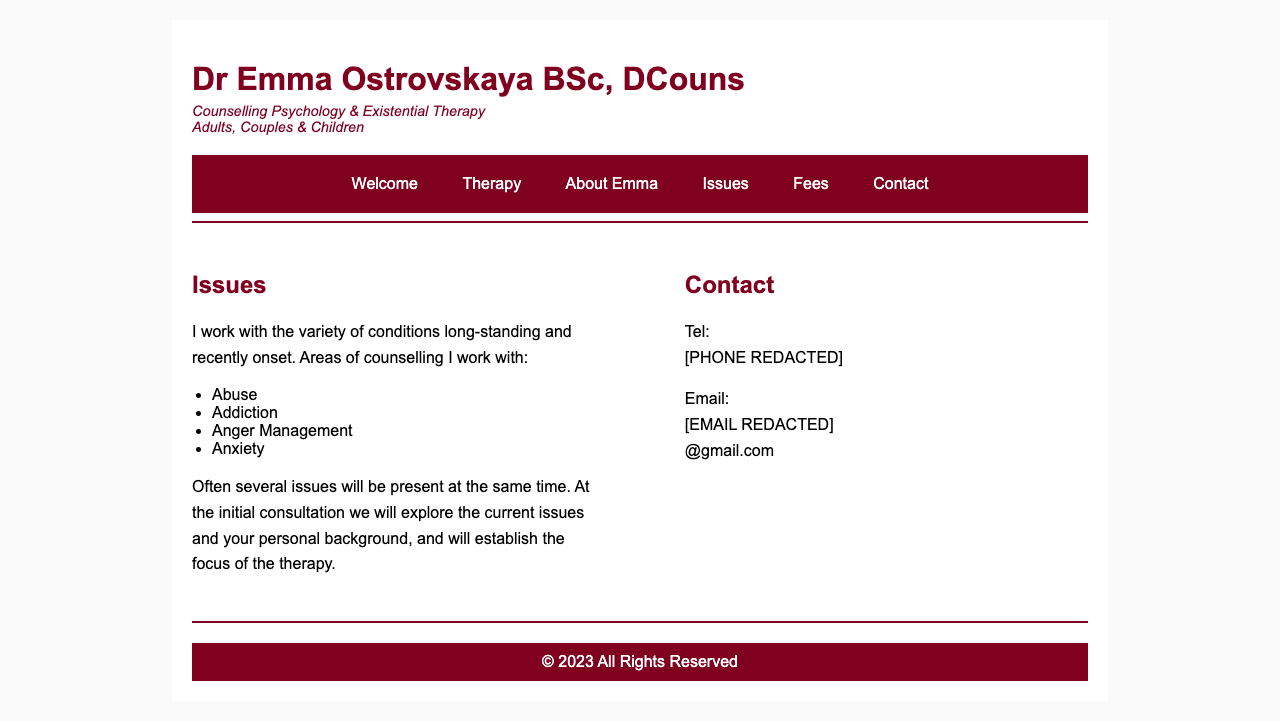 Dr Emma Ostrovskaya BSc, DCouns
Counselling Psychology & Existential Therapy
Adults, Couples & Children
Welcome Therapy About Emma Issues Fees Contact
Issues
I work with the variety of conditions long-standing and
recently onset. Areas of counselling I work with:
• Abuse
• Addiction
• Anger Management
• Anxiety
Often several issues will be present at the same time. At
the initial consultation we will explore the current issues
and your personal background, and will establish the
focus of the therapy.
Contact
Tel:
[PHONE REDACTED]
Email:
[EMAIL REDACTED]
@gmail.com
© 2023 All Rights Reserved